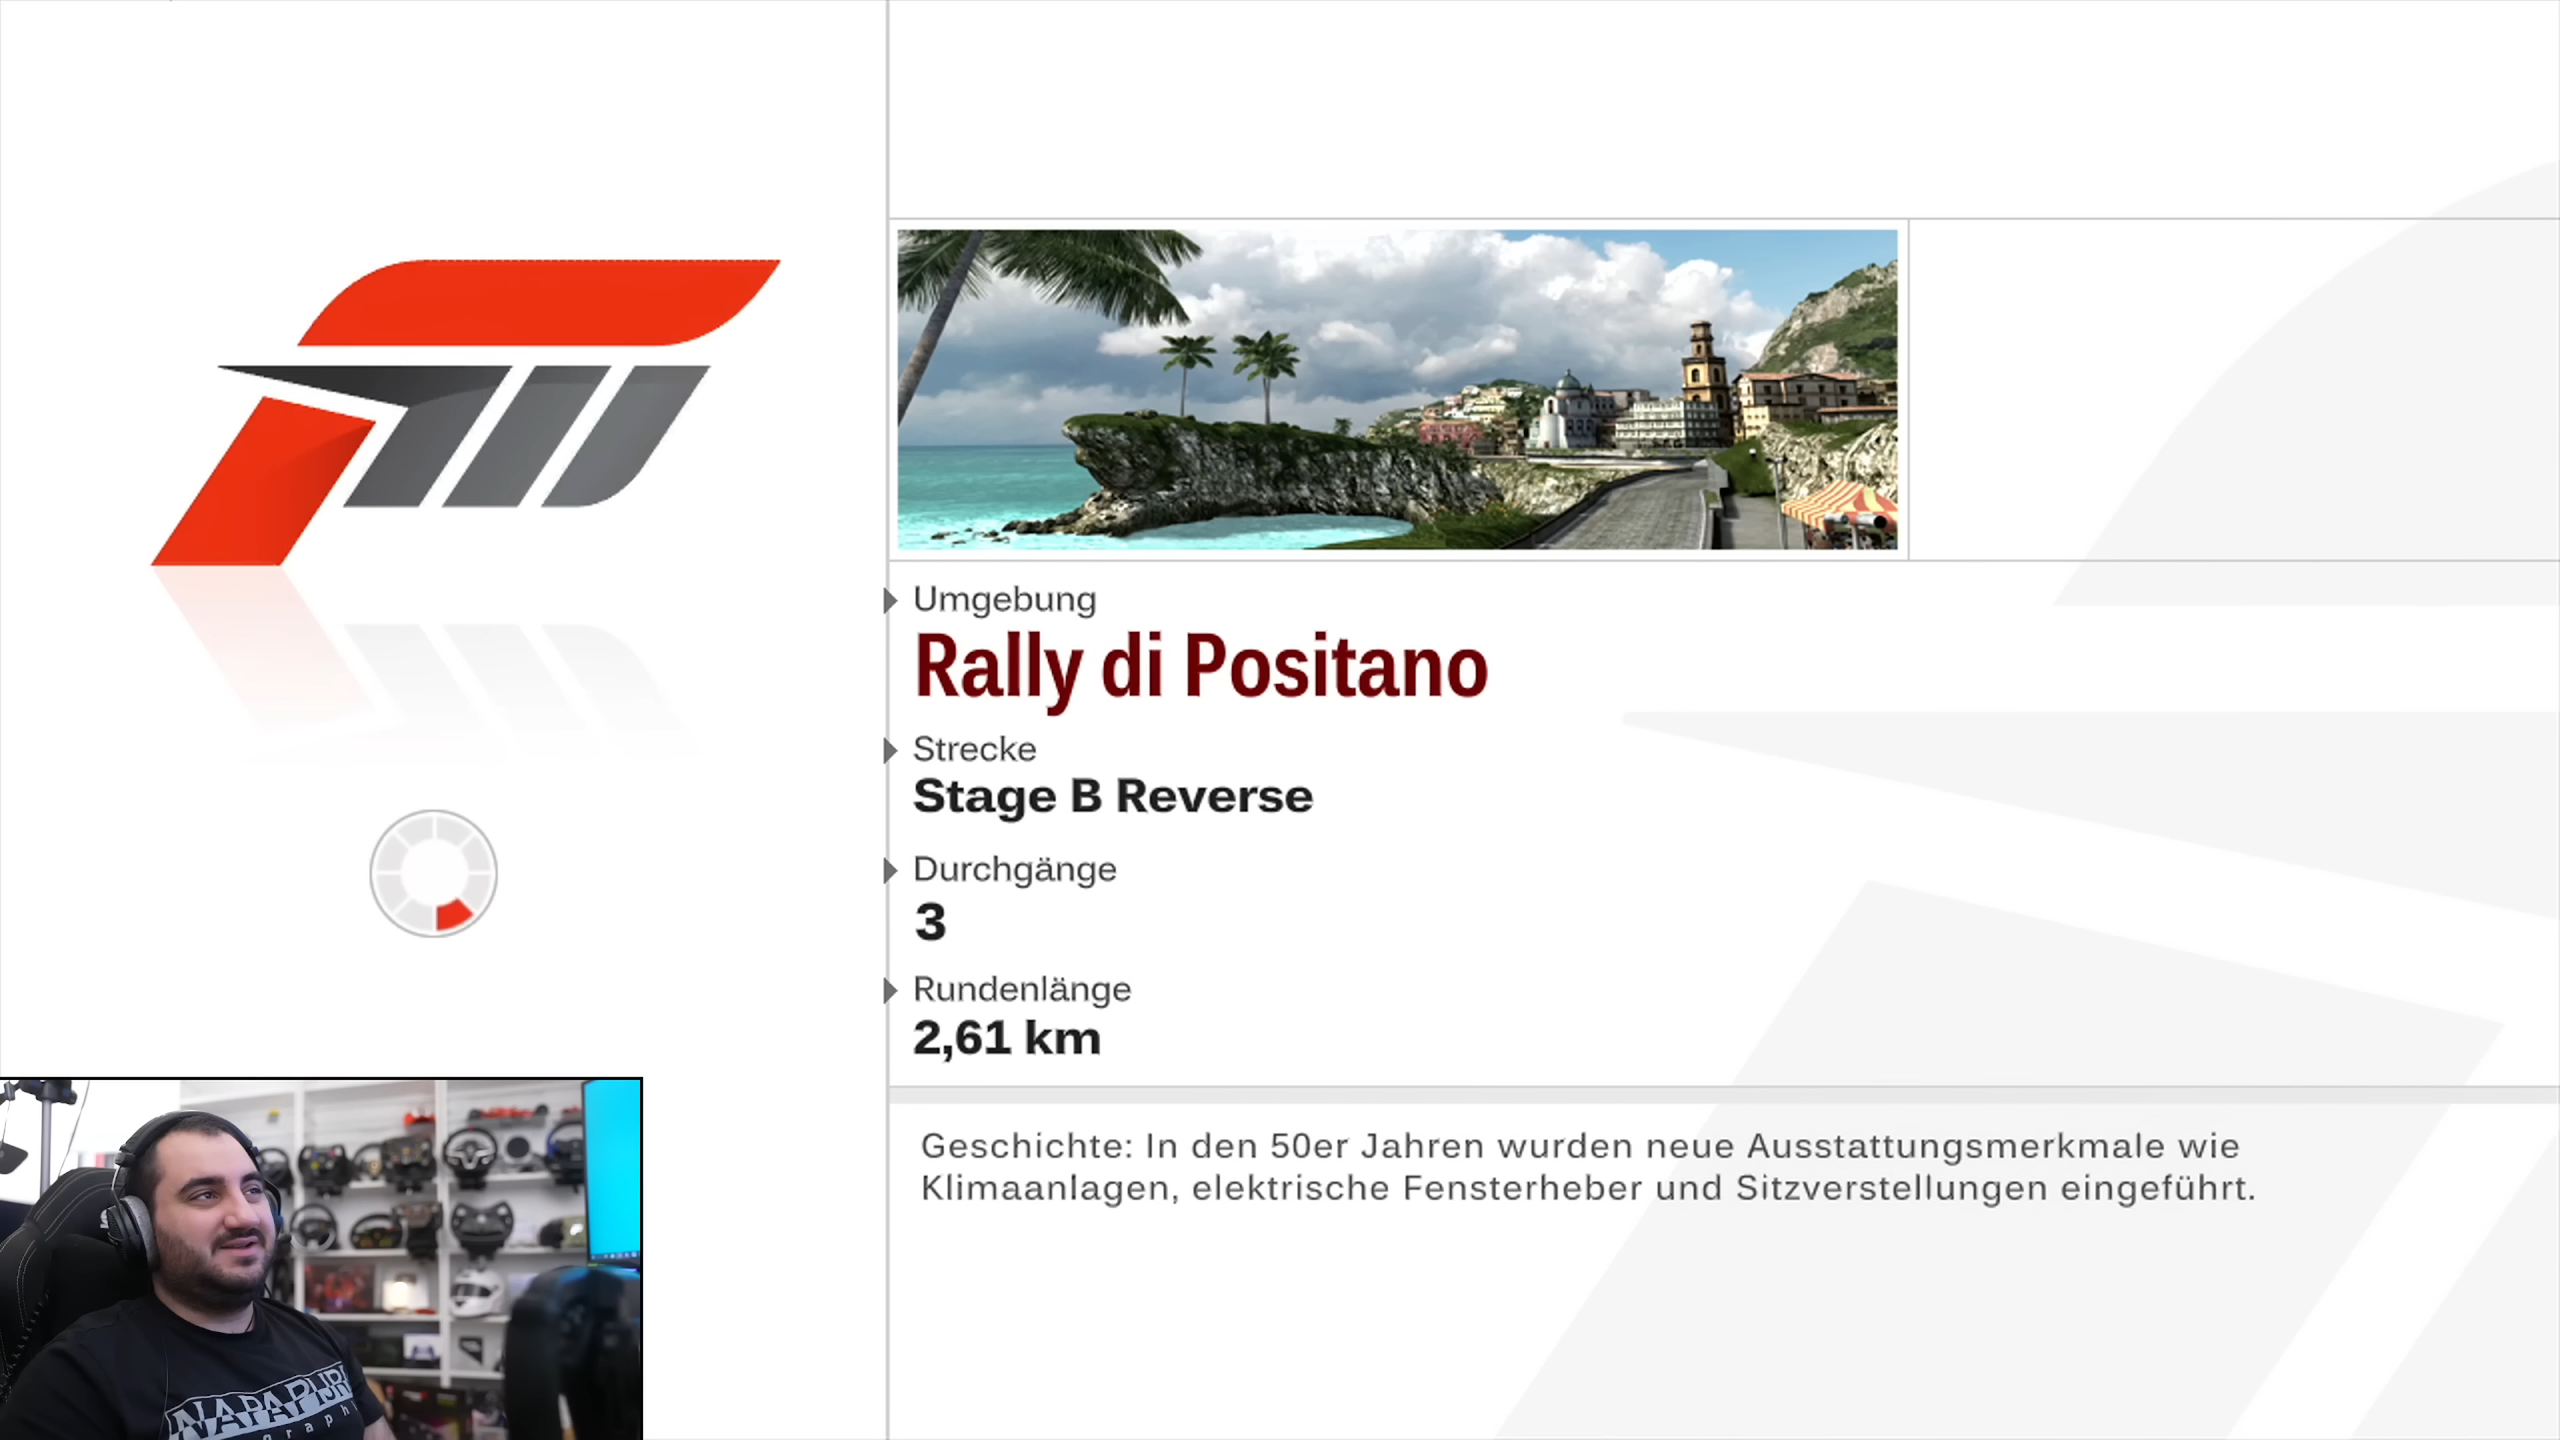 Umgebung
Rally di Positano
Strecke
Stage B Reverse
Durchgänge
3
Rundenlänge
2,61 km
Geschichte: In den 50er Jahren wurden neue Ausstattungsmerkmale wie
Klimaanlagen, elektrische Fensterheber und Sitzverstellungen eingeführt.
NAPAPIJRI